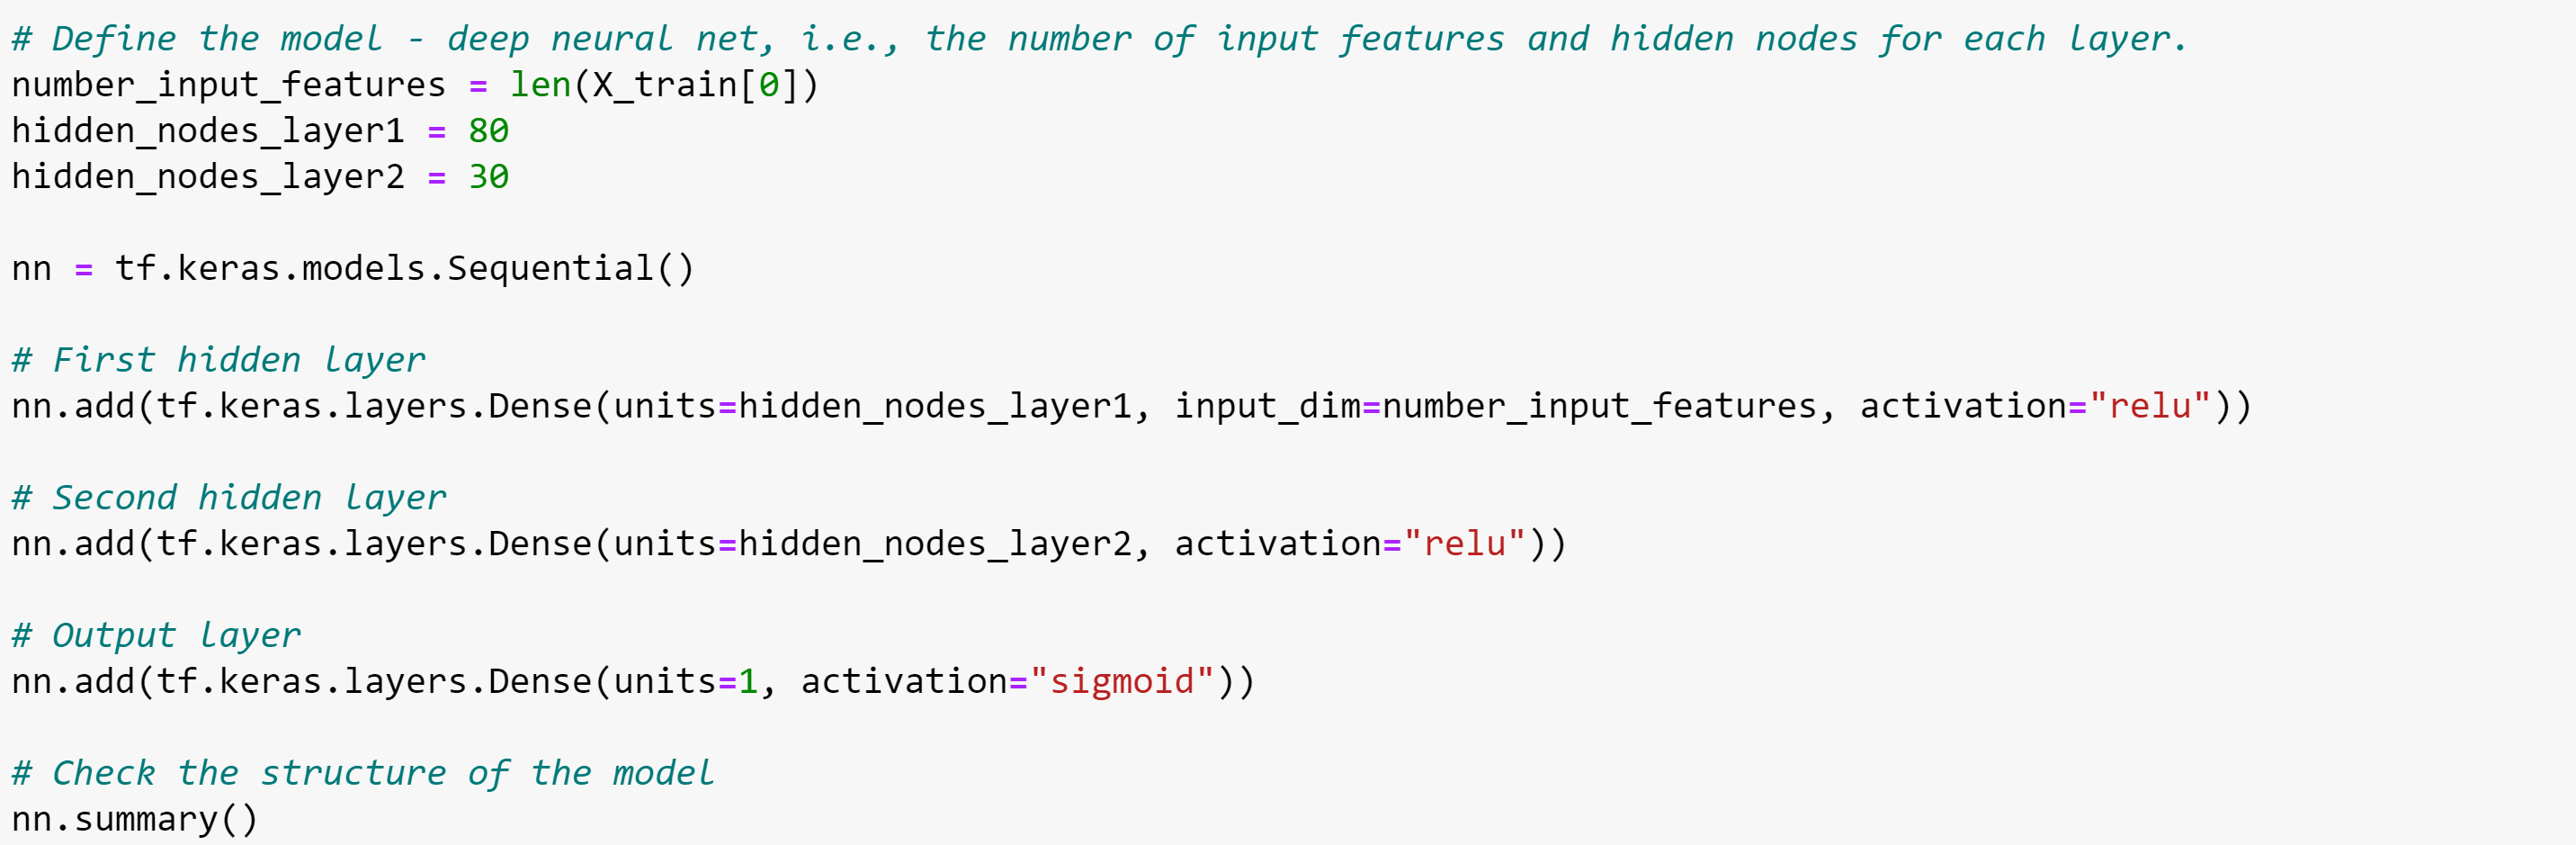 # Define the model - deep neural net, i.e., the number of input features and hidden nodes for each layer.
number_input_features = len(X_train[0])
hidden_nodes_layer1 = 80
hidden_nodes_layer2 = 30
nn = tf.keras.models.Sequential()
# First hidden layer
nn.add(tf.keras.layers.Dense(units=hidden_nodes_layer1, input_dim=number_input_features, activation="relu"))
# Second hidden layer
nn.add(tf.keras.layers.Dense(units=hidden_nodes_layer2, activation="relu"))
# Output layer
nn.add(tf.keras.layers.Dense(units=1, activation="sigmoid"))
# Check the structure of the model
nn.summary()